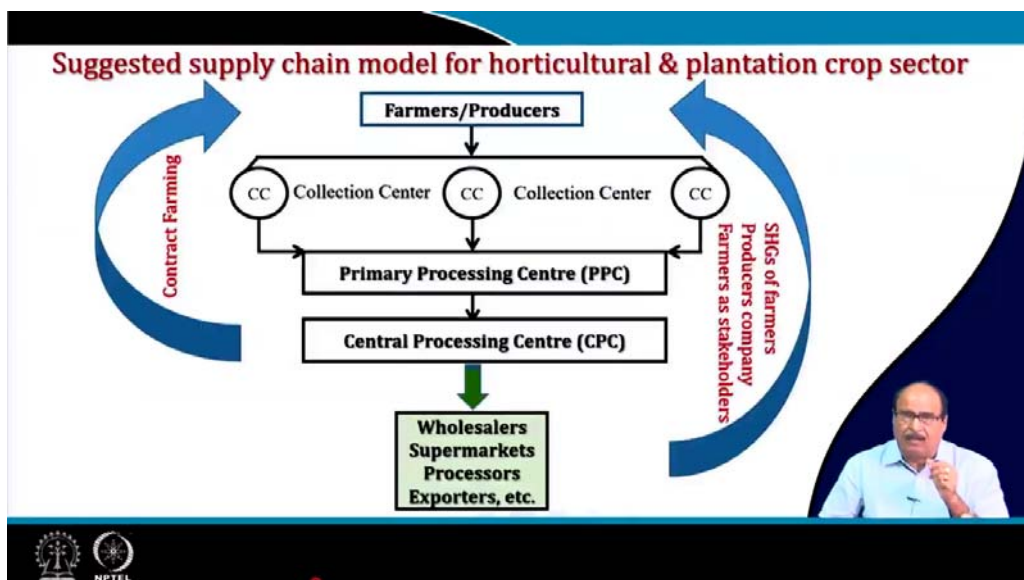 Suggested supply chain model for horticultural & plantation crop sector
Farmers/Producers
CC Collection Center CC Collection Center CC
Contract Farming
SHGs of farmers
Producers company
Farmers as stakeholders
Primary Processing Centre (PPC)
Central Processing Centre (CPC)
Wholesalers
Supermarkets
Processors
Exporters, etc.
NPTEL